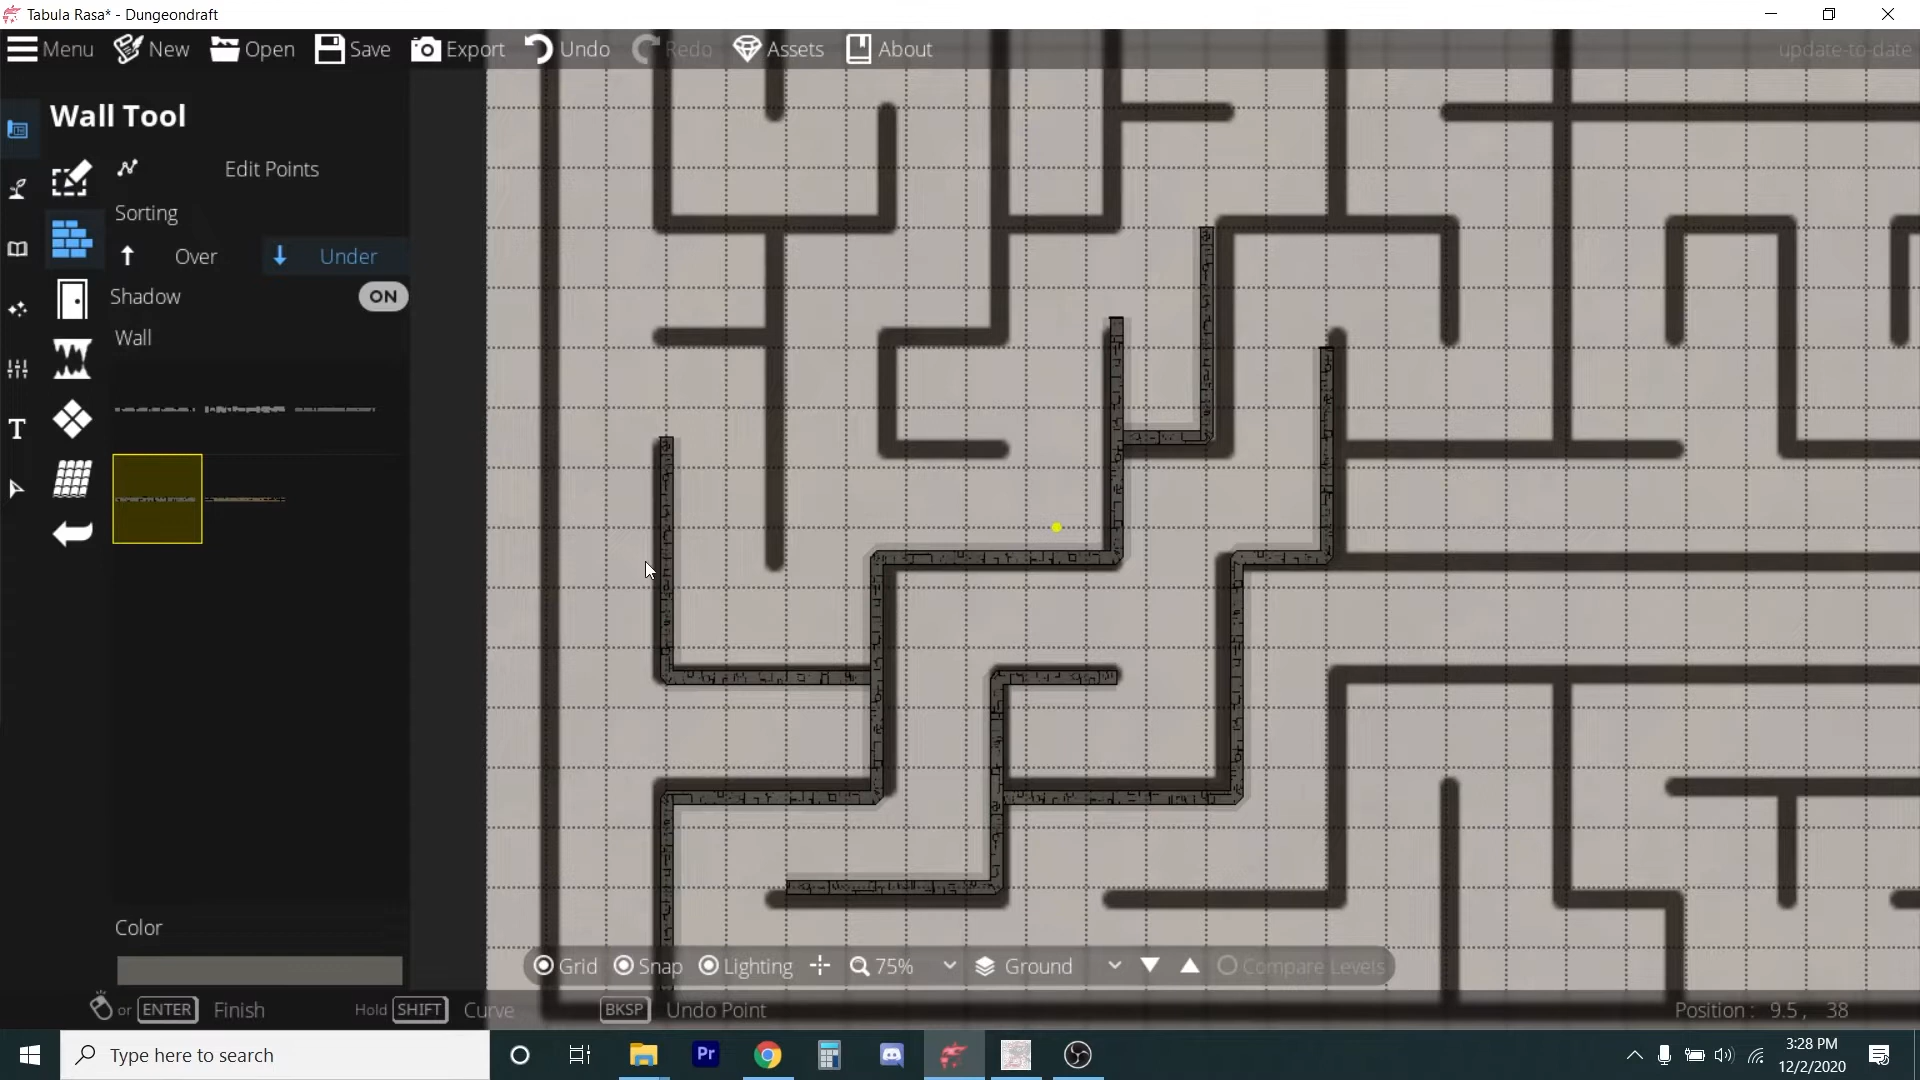 Tabula Rasa* - Dungeondraft
Menu New Open Save Export Undo Redo Assets About update-to-date
Wall Tool
Edit Points
Sorting
Over Under
Shadow ON
Wall
T
Color
Grid Snap Lighting 75% Ground Compare Levels
or ENTER Finish Hold SHIFT Curve BKSP Undo Point Position : 9.5 , 38
Type here to search Pr 3:28 PM
12/2/2020